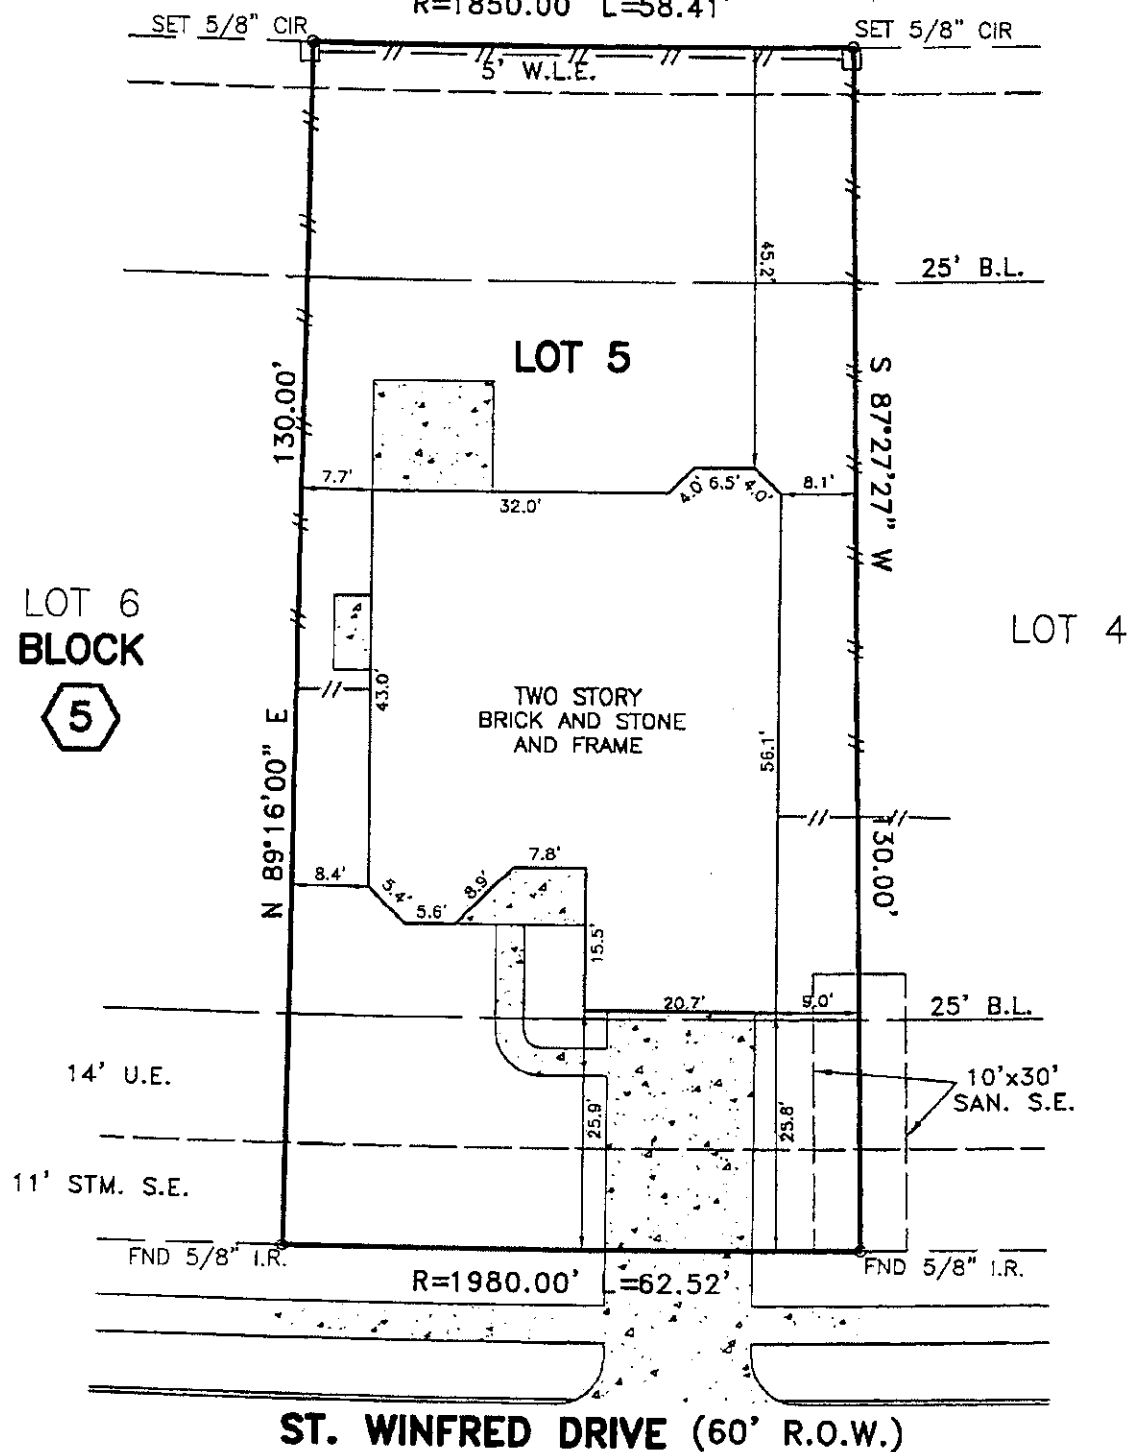 R=1850.00' L=58.41'
SET 5/8" CIR
SET 5/8" CIR
5' W.L.E.
45.2'
25' B.L.
LOT 5
130.00'
S 87°27'27" W
7.7'
32.0'
4.0'
6.5'
4.0'
8.1'
LOT 6
BLOCK
5
LOT 4
43.0'
TWO STORY
BRICK AND STONE
AND FRAME
56.1'
N 89°16'00" E
130.00'
8.4'
5.4'
5.6'
8.9'
7.8'
15.5'
20.7'
9.0'
25' B.L.
14' U.E.
10'x30'
SAN. S.E.
25.9'
25.8'
11' STM. S.E.
FND 5/8" I.R.
FND 5/8" I.R.
R=1980.00' L=62.52'
ST. WINFRED DRIVE (60' R.O.W.)